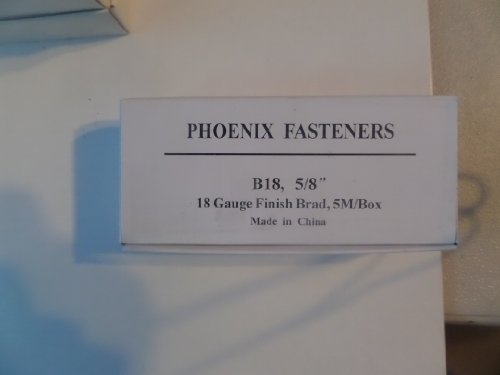 PHOENIX FASTENERS
B18, 5/8"
18 Gauge Finish Brad, 5M/Box
Made in China